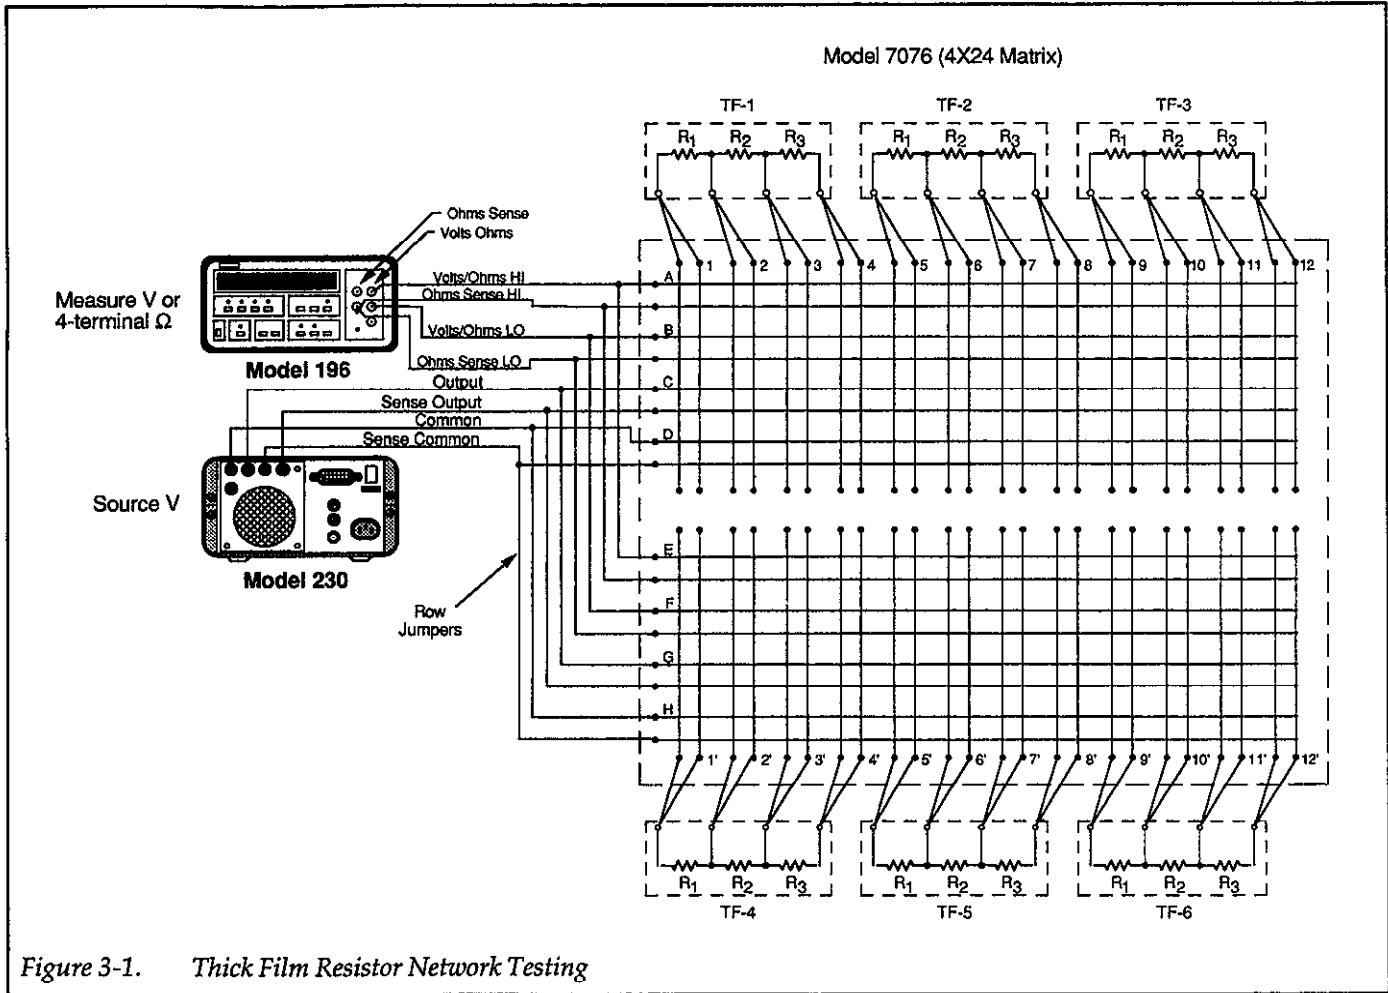 Model 7076 (4X24 Matrix)
TF-1 TF-2 TF-3
R1 R2 R3 R1 R2 R3 R1 R2 R3
Ohms Sense
Volts Ohms
1 2 3 4 5 6 7 8 9 10 11 12
Measure V or
4-terminal Ω
Volts/Ohms HI
A
Ohms Sense HI
Volts/Ohms LO
B
Ohms Sense LO
Model 196
Output
C
Sense Output
Common
D
Sense Common
Source V
Model 230
Row
Jumpers
E
F
G
H
1' 2' 3' 4' 5' 6' 7' 8' 9' 10' 11' 12'
R1 R2 R3 R1 R2 R3 R1 R2 R3
TF-4 TF-5 TF-6
Figure 3-1. Thick Film Resistor Network Testing